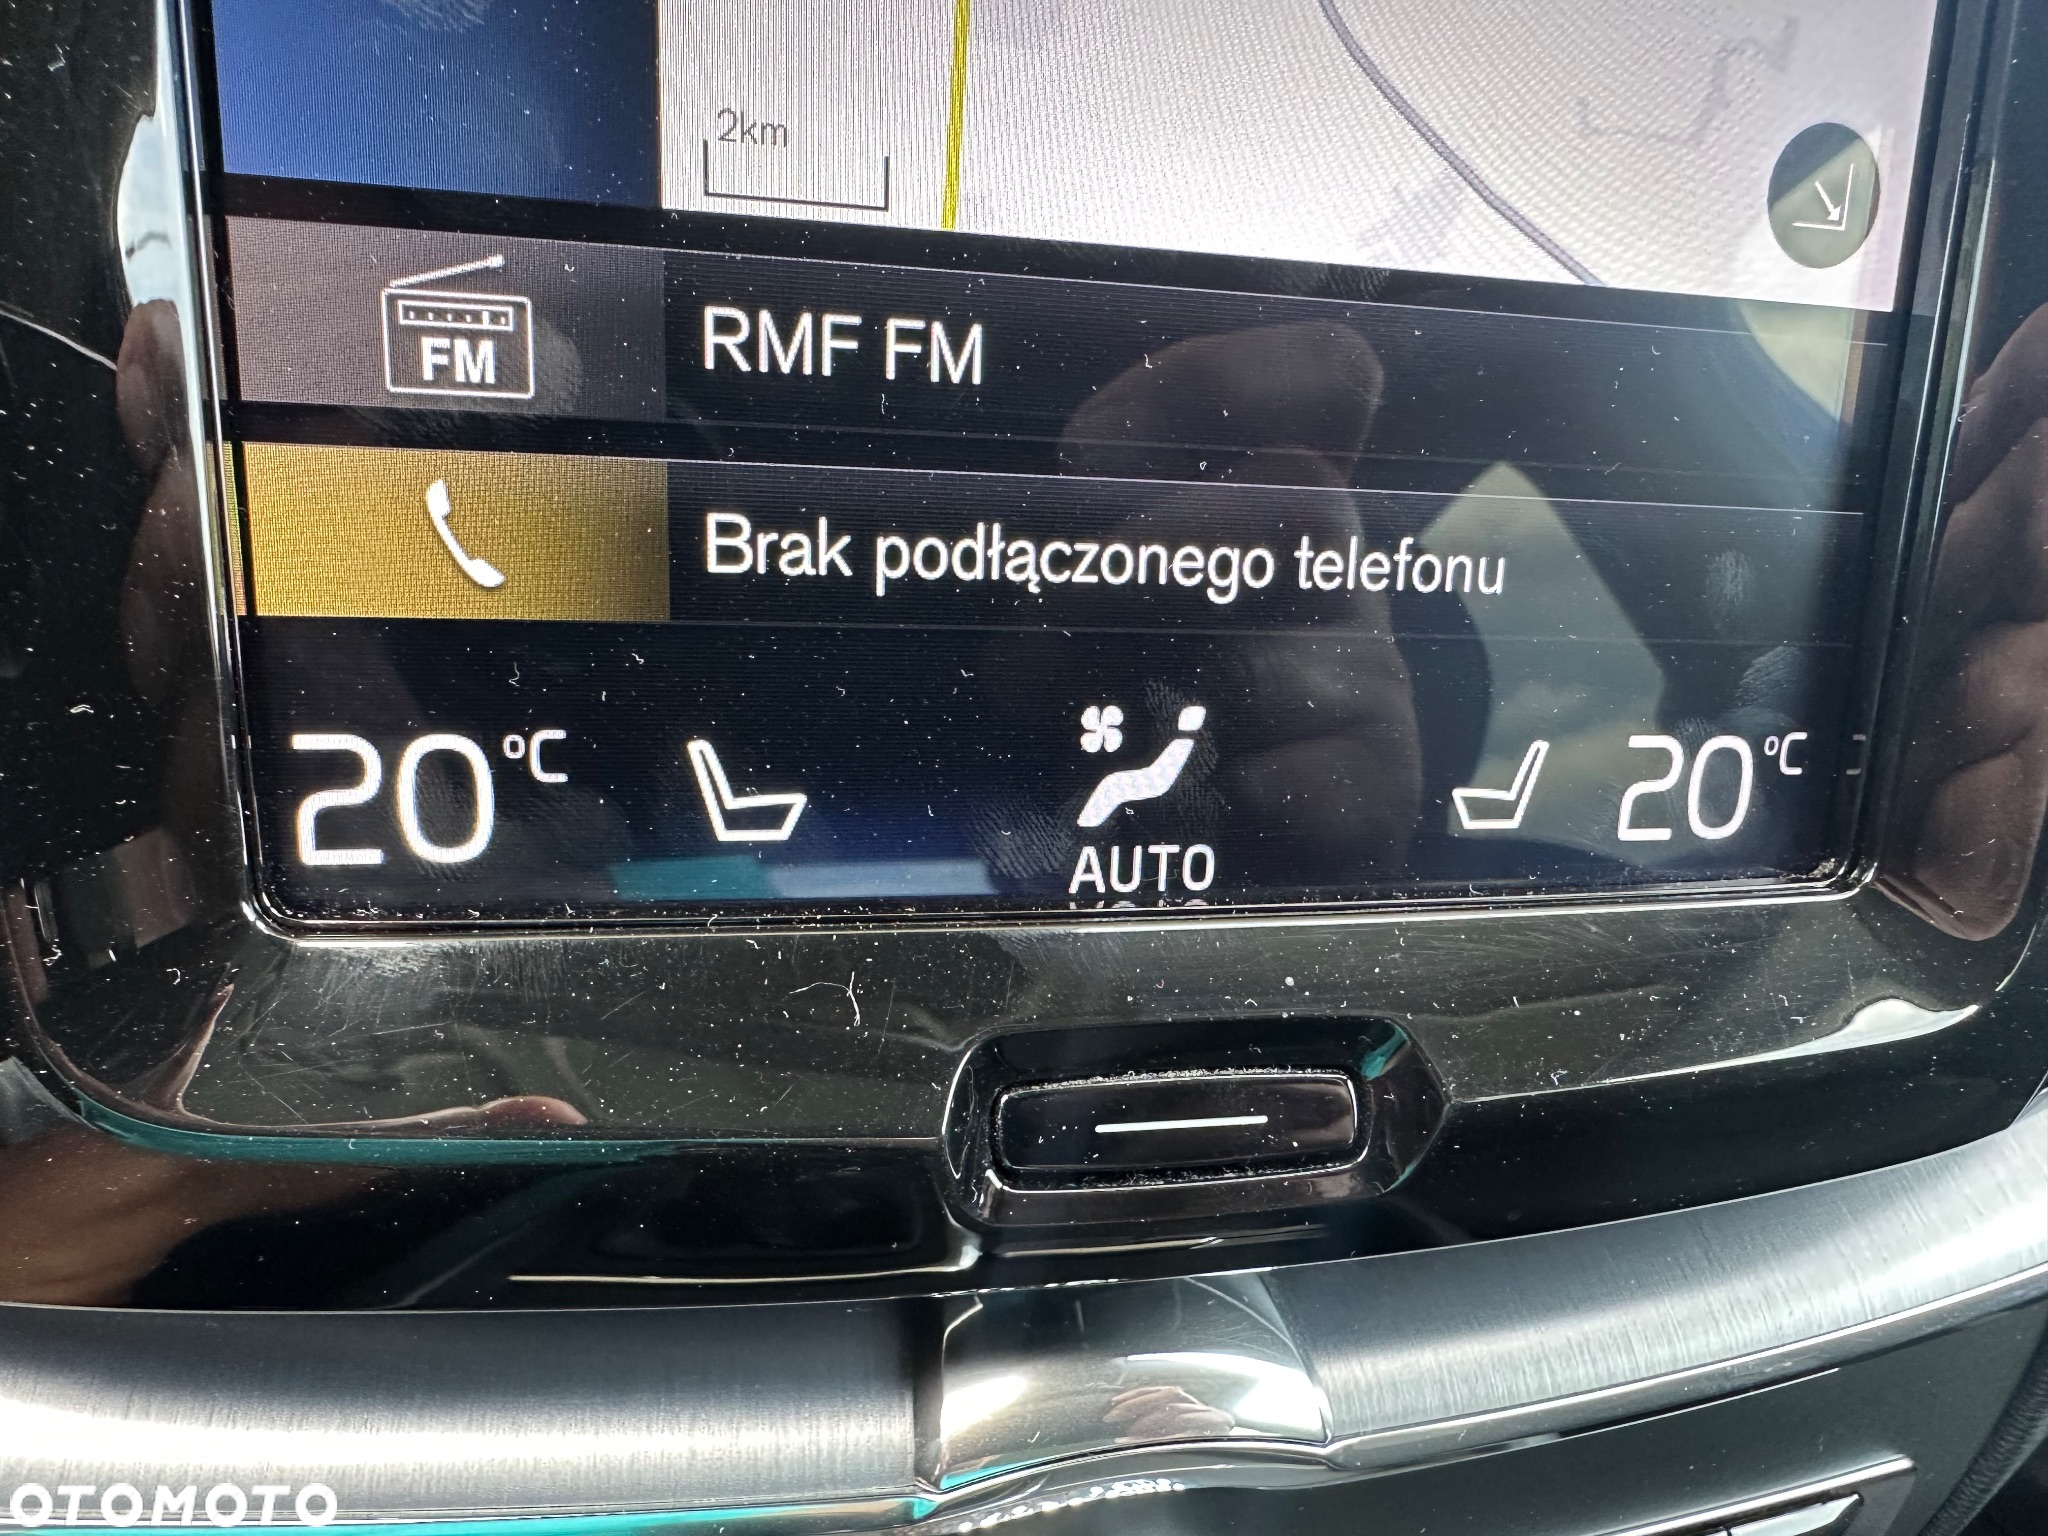 2km
FM
RMF FM
Brak podłączonego telefonu
20 °C
20 °C
AUTO
OTOMOTO